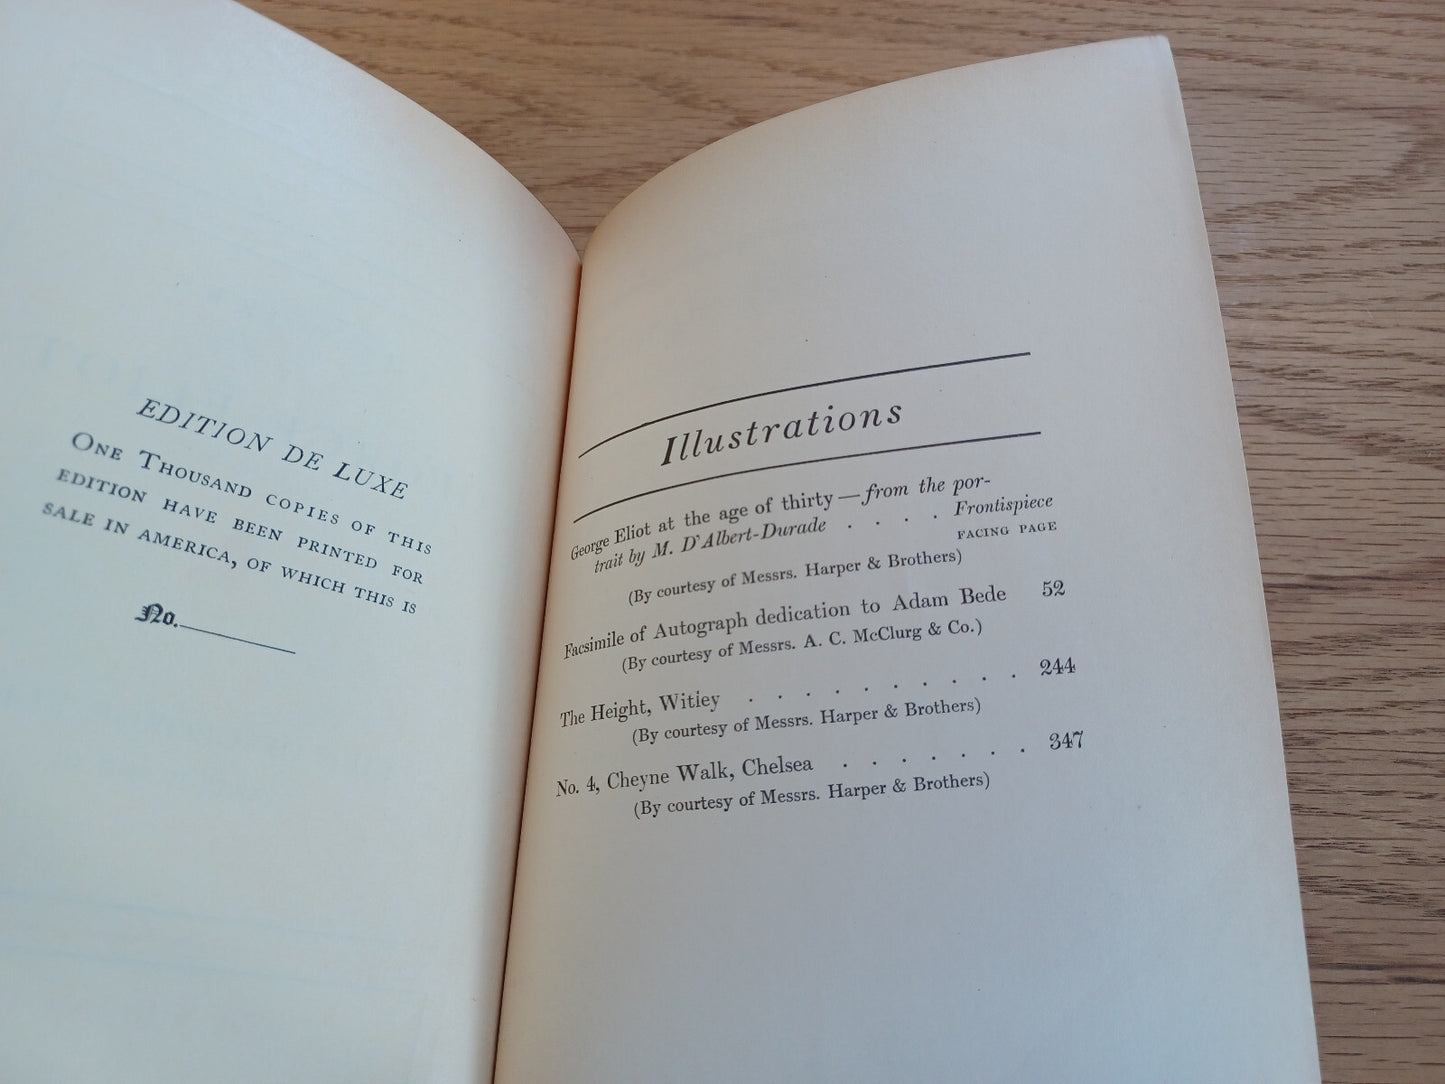 EDITION DE LUXE
ONE THOUSAND COPIES OF THIS
EDITION HAVE BEEN PRINTED FOR
SALE IN AMERICA, OF WHICH THIS IS
No.
Illustrations
George Eliot at the age of thirty—from the por-
trait by M. D'Albert-Durade . . . . Frontispiece
FACING PAGE
(By courtesy of Messrs. Harper & Brothers)
Facsimile of Autograph dedication to Adam Bede 52
(By courtesy of Messrs. A. C. McClurg & Co.)
The Height, Witley . . . . . . . . . . 244
(By courtesy of Messrs. Harper & Brothers)
No. 4, Cheyne Walk, Chelsea . . . . . . . 347
(By courtesy of Messrs. Harper & Brothers)